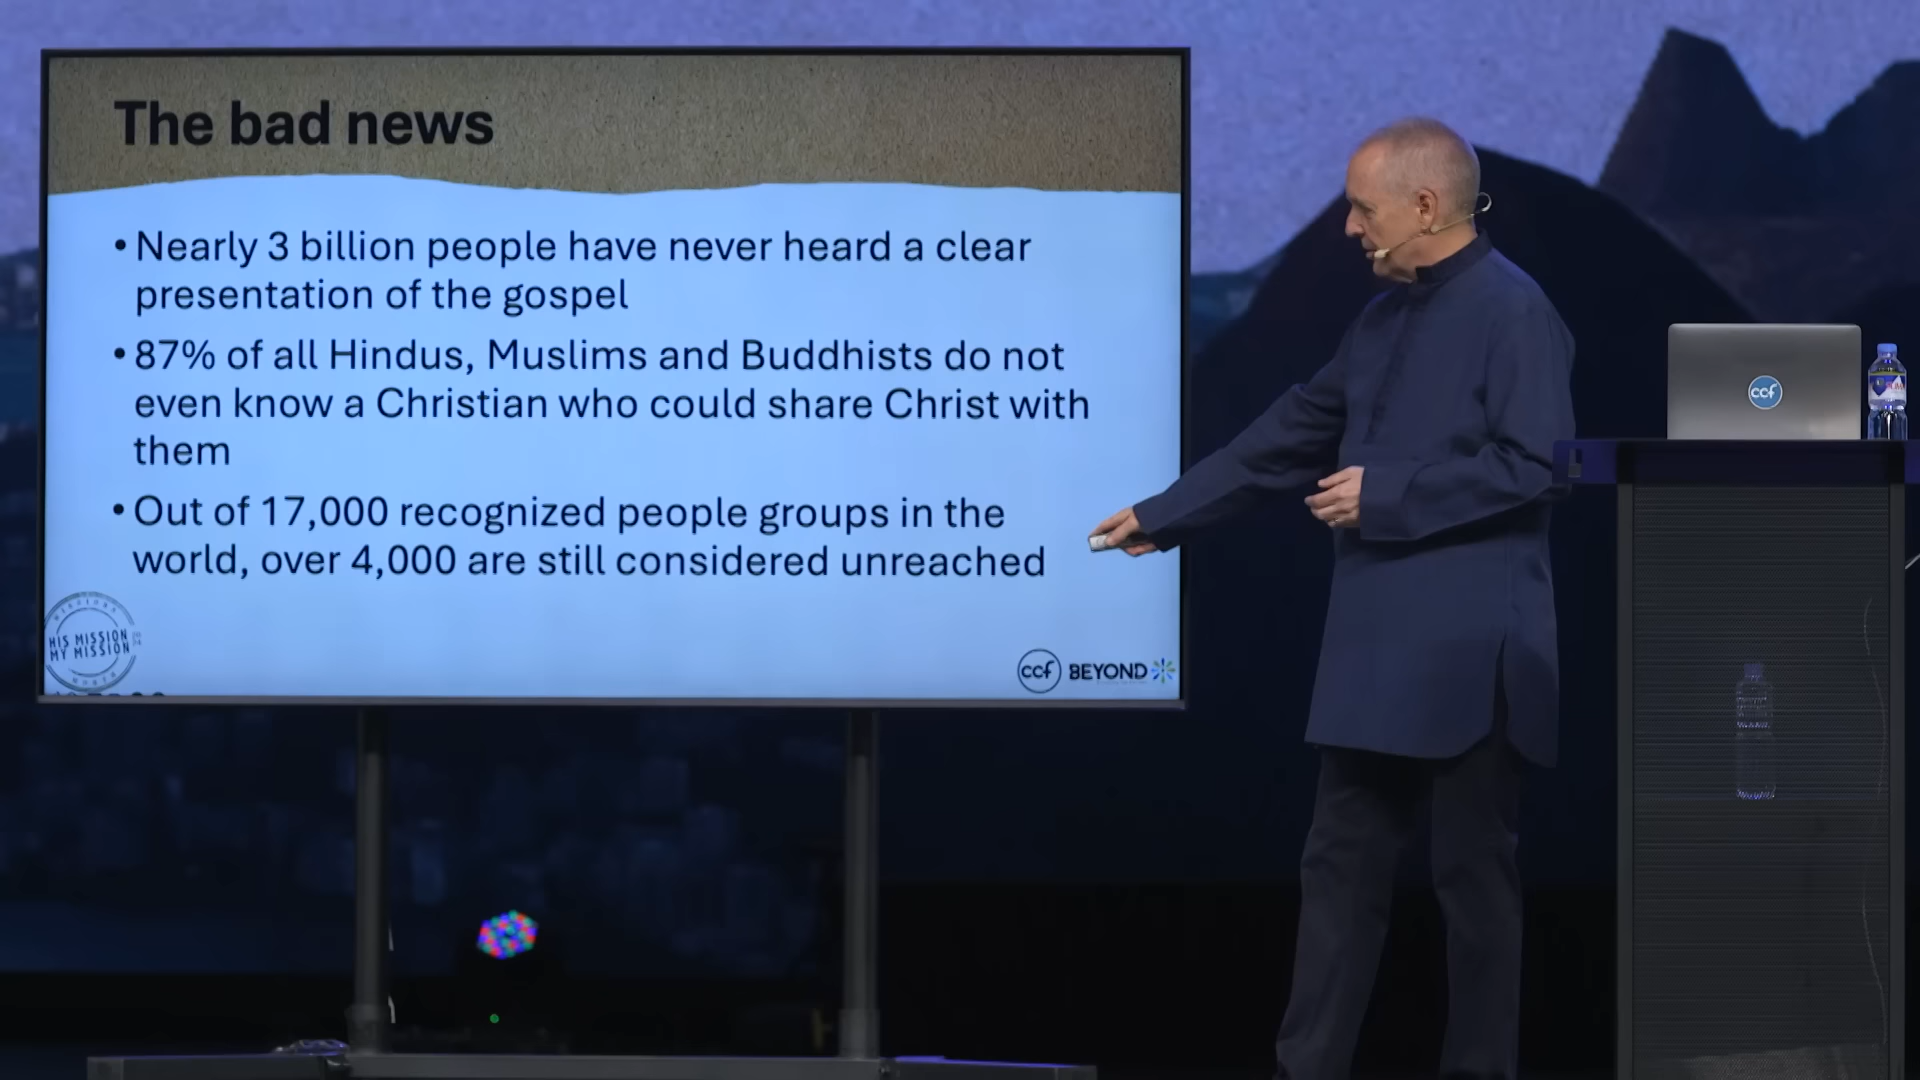 The bad news
• Nearly 3 billion people have never heard a clear
presentation of the gospel
• 87% of all Hindus, Muslims and Buddhists do not
even know a Christian who could share Christ with
them
• Out of 17,000 recognized people groups in the
world, over 4,000 are still considered unreached
HIS MISSION
MY MISSION
ccf BEYOND
ccf